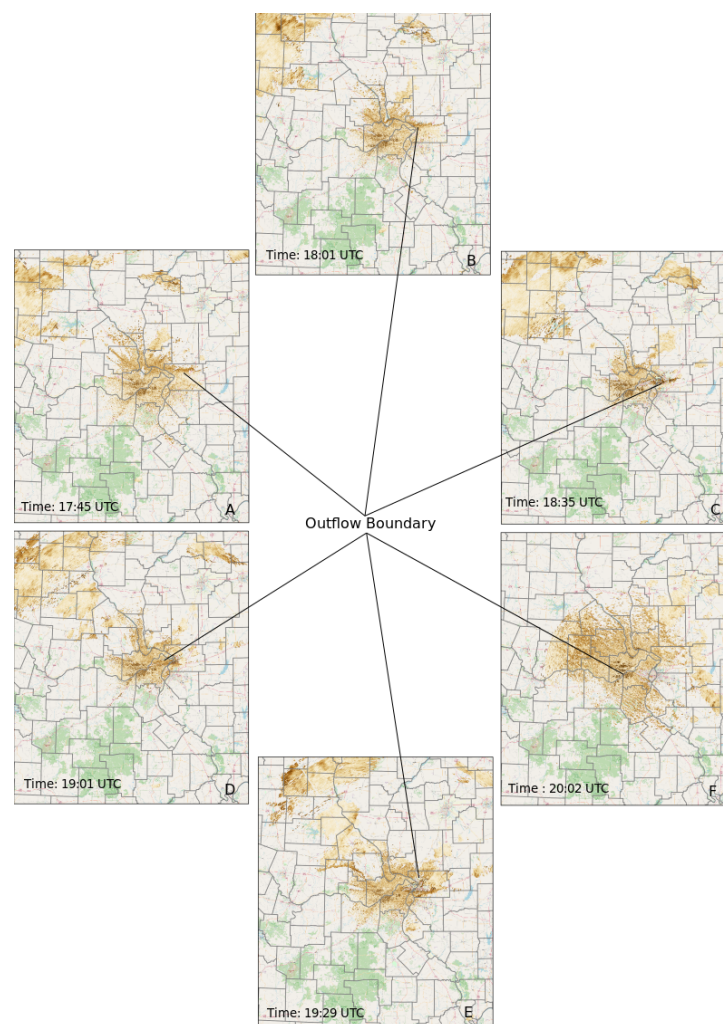 Time: 18:01 UTC
B
Time: 17:45 UTC
A
Time: 18:35 UTC
C
Outflow Boundary
Time: 19:01 UTC
D
Time : 20:02 UTC
F
Time: 19:29 UTC
E